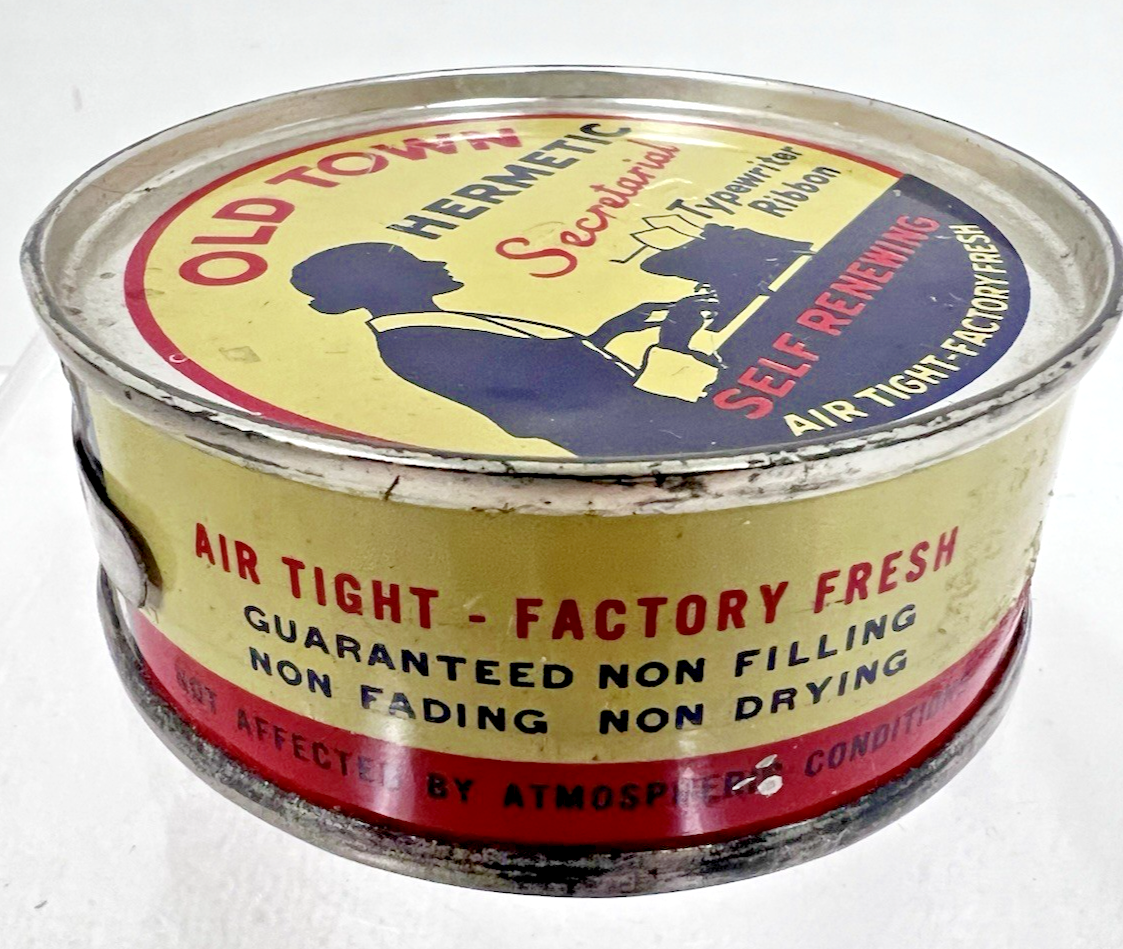 OLD TOWN
HERMETIC
Secretarial
Typewriter
Ribbon
SELF RENEWING
AIR TIGHT-FACTORY FRESH
AIR TIGHT - FACTORY FRESH
GUARANTEED NON FILLING
NON FADING NON DRYING
NOT AFFECTED BY ATMOSPHERIC CONDITIONS